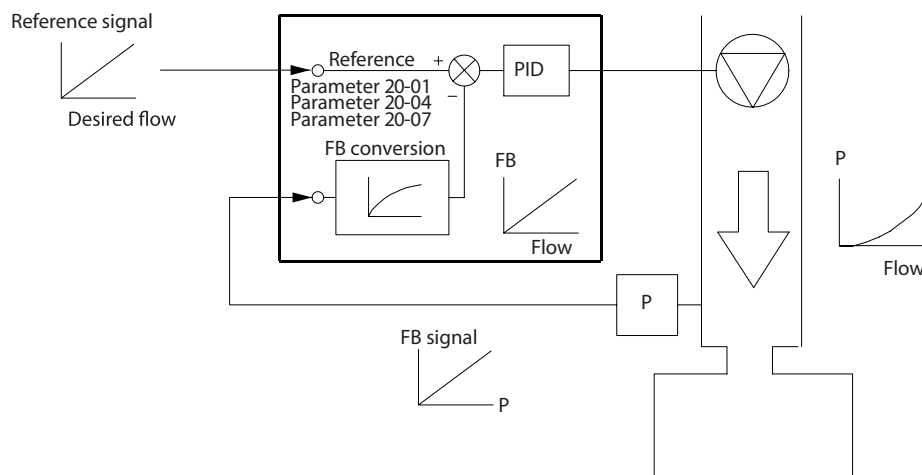 Reference signal
Desired flow
Reference
+
PID
Parameter 20-01
Parameter 20-04
Parameter 20-07
−
FB conversion
FB
Flow
P
Flow
P
FB signal
P